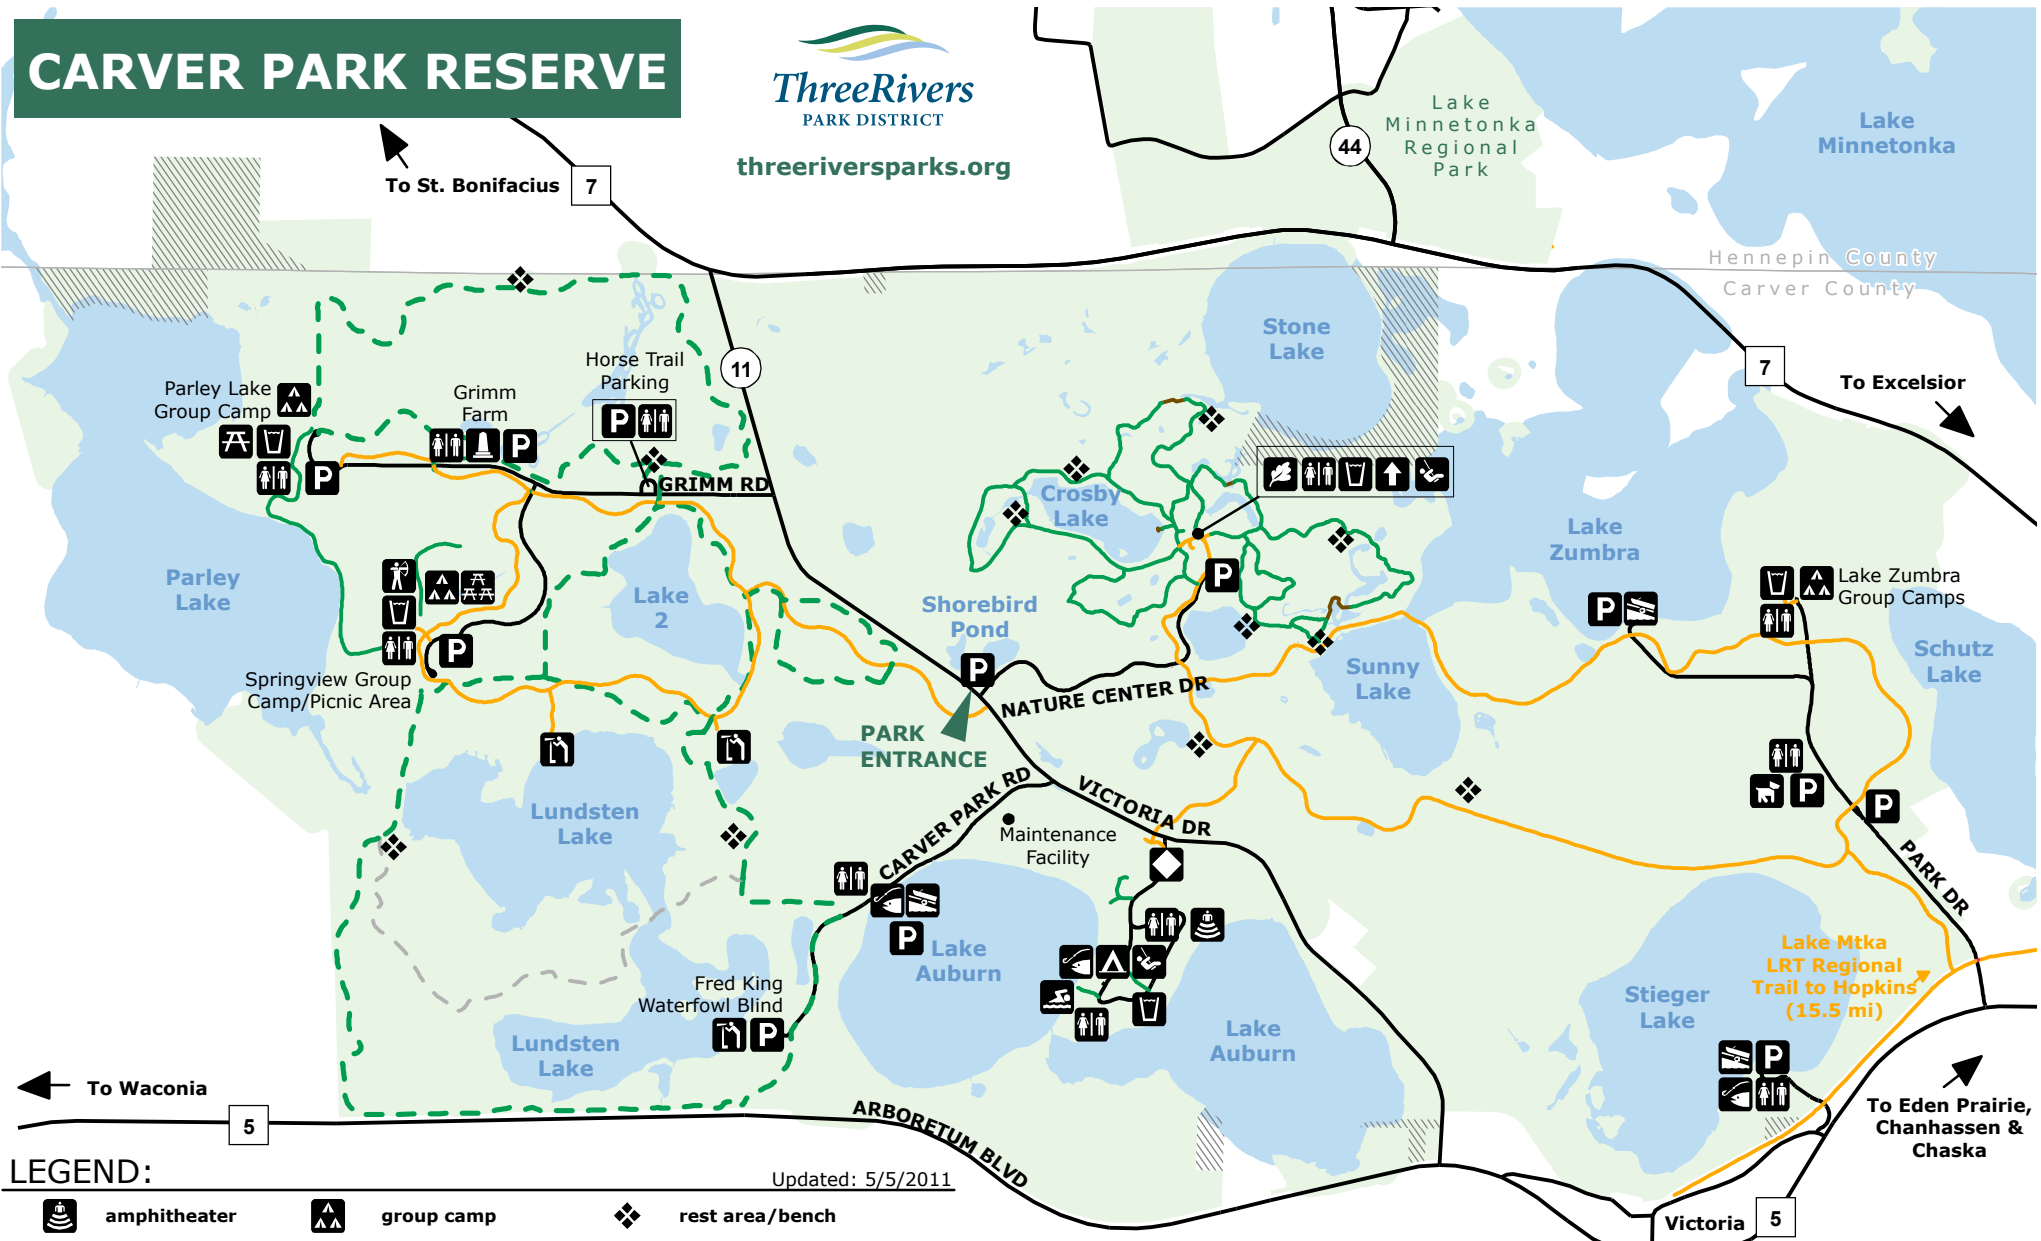 CARVER PARK RESERVE
ThreeRivers
PARK DISTRICT
threeriversparks.org
To St. Bonifacius
7
44
Lake
Minnetonka
Regional
Park
Lake
Minnetonka
Hennepin County
Carver County
Stone
Lake
7
To Excelsior
11
Horse Trail
Parking
P
Parley Lake
Group Camp
Grimm
Farm
P
P
GRIMM RD
Crosby
Lake
Lake
Zumbra
Parley
Lake
Lake
2
Shorebird
Pond
P
P
P
Lake Zumbra
Group Camps
Schutz
Lake
Sunny
Lake
P
Springview Group
Camp/Picnic Area
NATURE CENTER DR
PARK
ENTRANCE
P
P
Lundsten
Lake
CARVER PARK RD
VICTORIA DR
Maintenance
Facility
PARK DR
P
Lake
Auburn
Lake Mtka
LRT Regional
Trail to Hopkins
(15.5 mi)
Fred King
Waterfowl Blind
P
Stieger
Lake
Lundsten
Lake
Lake
Auburn
P
To Waconia
5
ARBORETUM BLVD
To Eden Prairie,
Chanhassen &
Chaska
LEGEND:
Updated: 5/5/2011
amphitheater
group camp
rest area/bench
Victoria
5